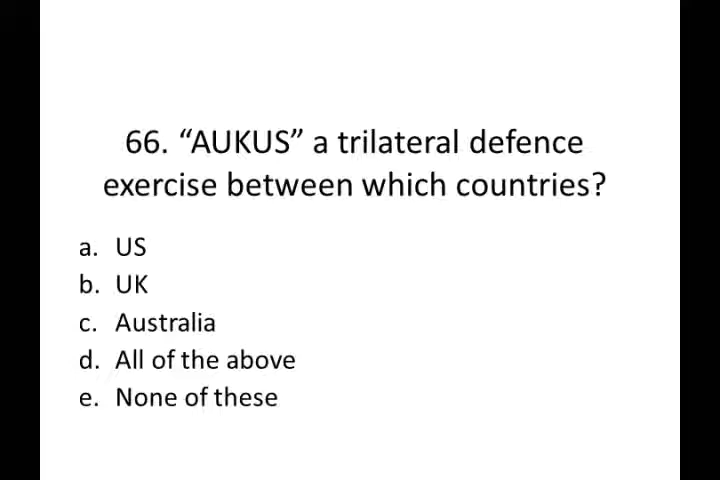 66. “AUKUS” a trilateral defence
exercise between which countries?
a. US
b. UK
c. Australia
d. All of the above
e. None of these